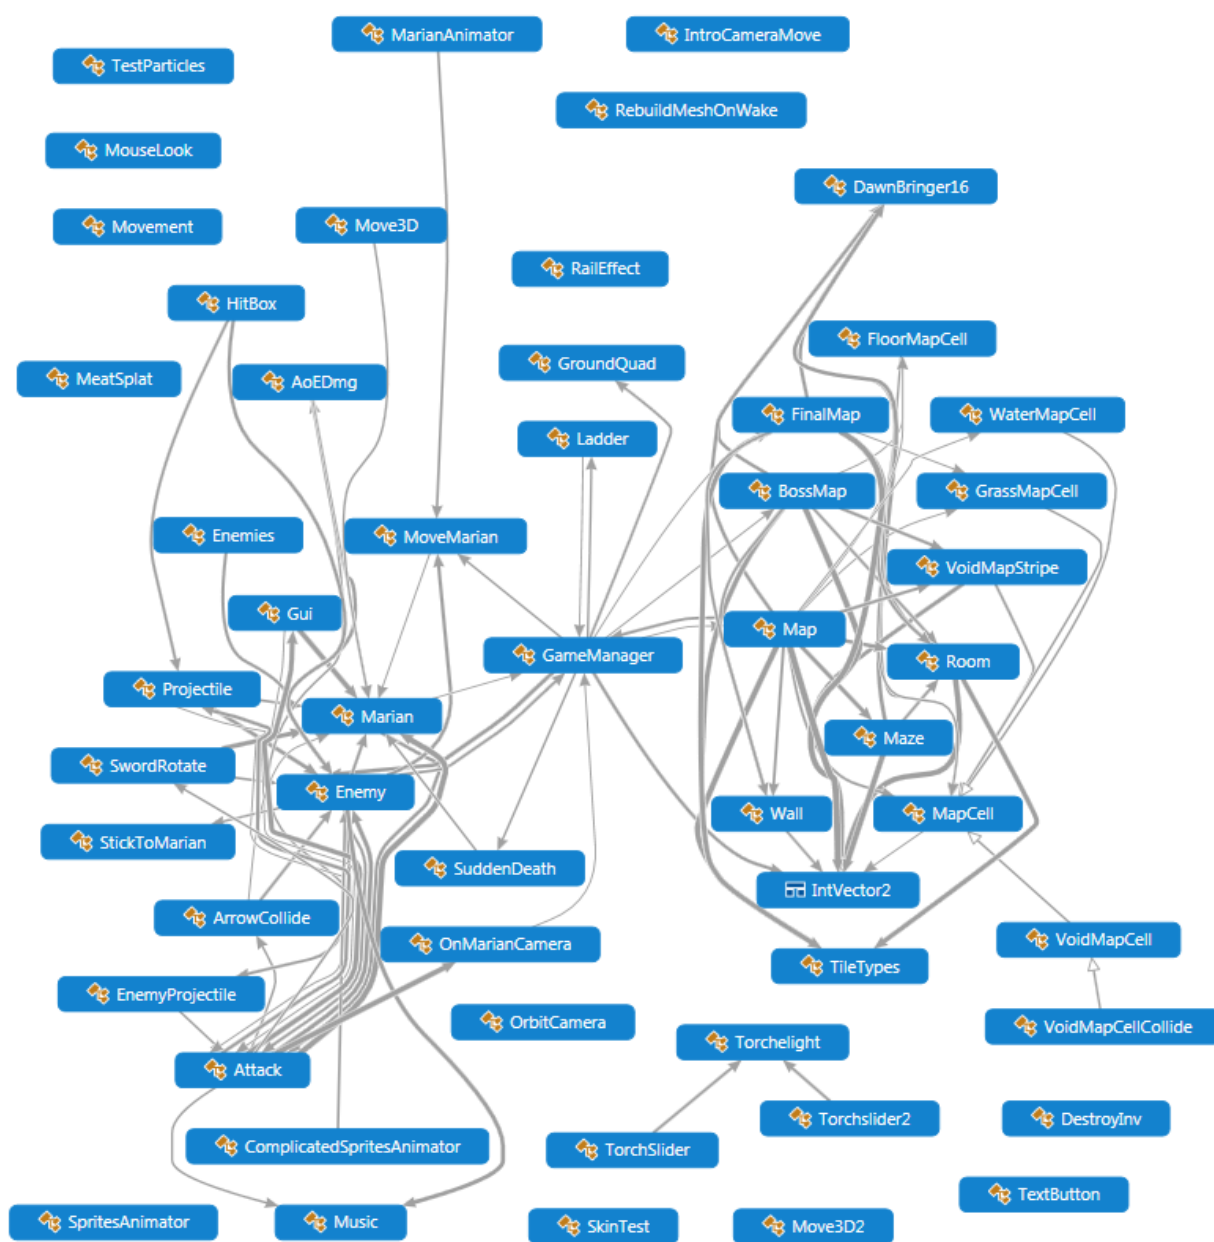 MarianAnimator
IntroCameraMove
TestParticles
RebuildMeshOnWake
MouseLook
DawnBringer16
Movement
Move3D
RailEffect
HitBox
FloorMapCell
GroundQuad
MeatSplat
AoEDmg
FinalMap
WaterMapCell
Ladder
BossMap
GrassMapCell
Enemies
MoveMarian
VoidMapStripe
Gui
Map
GameManager
Room
Projectile
Marian
Maze
SwordRotate
Enemy
Wall
MapCell
StickToMarian
SuddenDeath
IntVector2
ArrowCollide
OnMarianCamera
VoidMapCell
TileTypes
EnemyProjectile
OrbitCamera
VoidMapCellCollide
Torchelight
Attack
Torchslider2
DestroyInv
ComplicatedSpritesAnimator
TorchSlider
TextButton
SpritesAnimator
Music
SkinTest
Move3D2